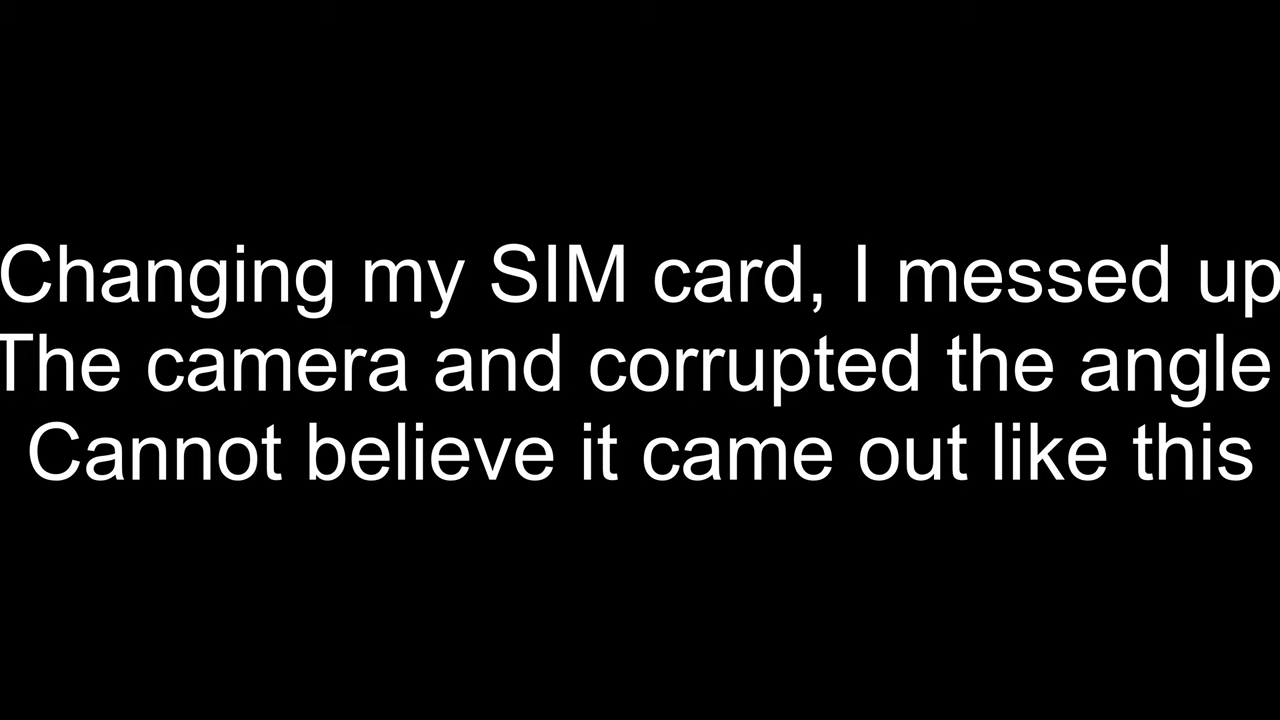 Changing my SIM card, I messed up
The camera and corrupted the angle
Cannot believe it came out like this